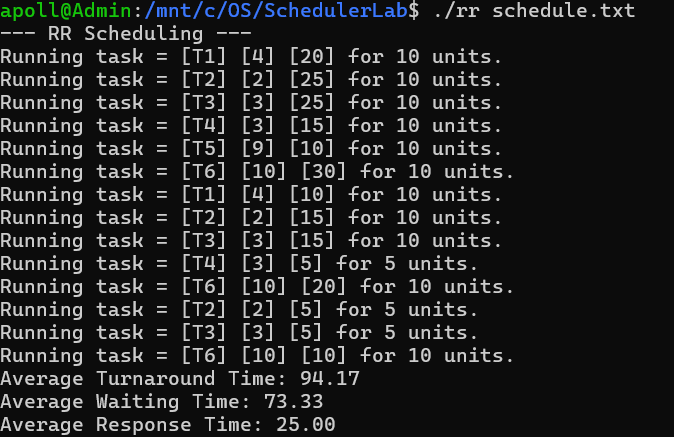 apoll@Admin:/mnt/c/OS/SchedulerLab$ ./rr schedule.txt
--- RR Scheduling ---
Running task = [T1] [4] [20] for 10 units.
Running task = [T2] [2] [25] for 10 units.
Running task = [T3] [3] [25] for 10 units.
Running task = [T4] [3] [15] for 10 units.
Running task = [T5] [9] [10] for 10 units.
Running task = [T6] [10] [30] for 10 units.
Running task = [T1] [4] [10] for 10 units.
Running task = [T2] [2] [15] for 10 units.
Running task = [T3] [3] [15] for 10 units.
Running task = [T4] [3] [5] for 5 units.
Running task = [T6] [10] [20] for 10 units.
Running task = [T2] [2] [5] for 5 units.
Running task = [T3] [3] [5] for 5 units.
Running task = [T6] [10] [10] for 10 units.
Average Turnaround Time: 94.17
Average Waiting Time: 73.33
Average Response Time: 25.00